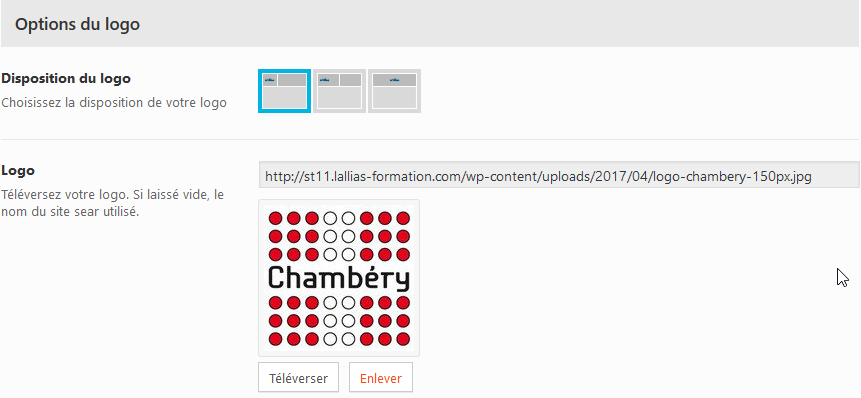 Options du logo
Disposition du logo
Choisissez la disposition de votre logo
Logo
Téléversez votre logo. Si laissé vide, le
nom du site sear utilisé.
http://st11.lallias-formation.com/wp-content/uploads/2017/04/logo-chambery-150px.jpg
Chambéry
Téléverser
Enlever